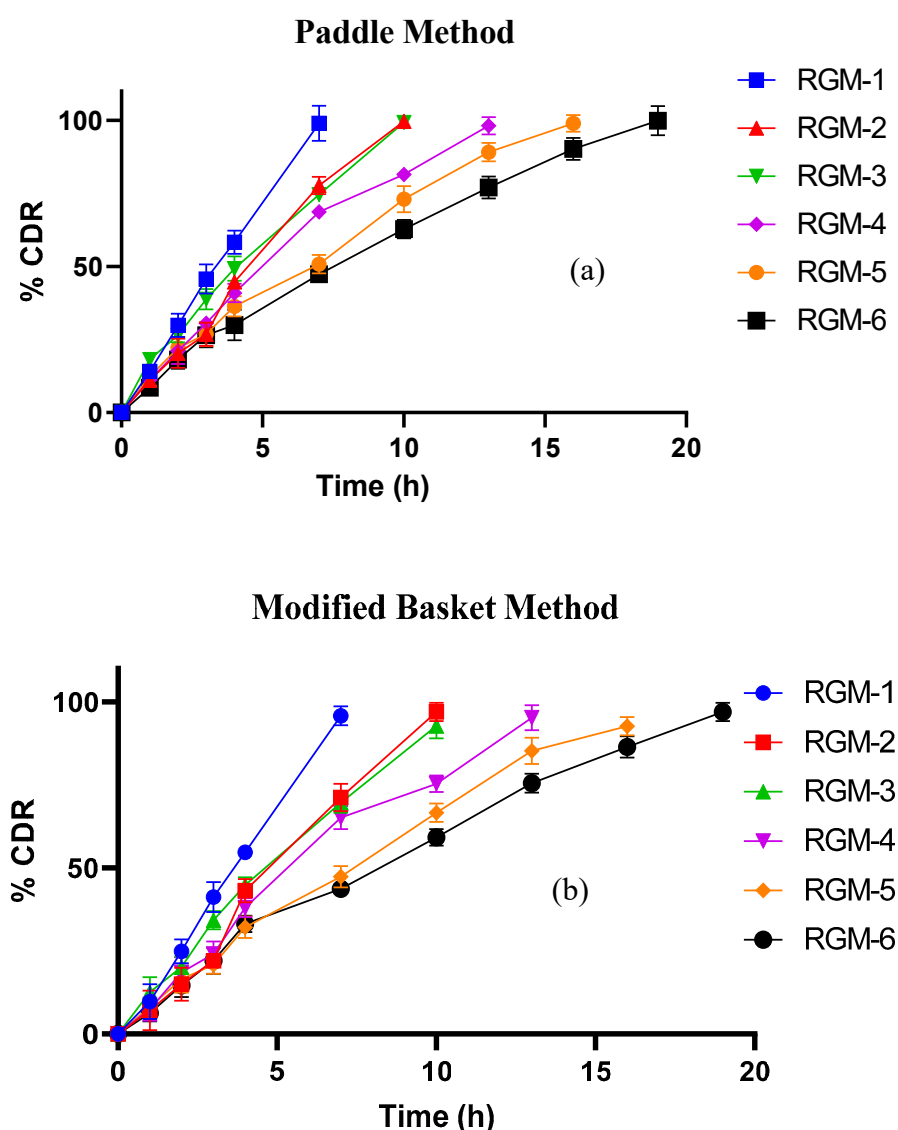 Paddle Method
RGM-1
RGM-2
RGM-3
RGM-4
RGM-5
RGM-6
100
50
0
% CDR
(a)
0 5 10 15 20
Time (h)
Modified Basket Method
RGM-1
RGM-2
RGM-3
RGM-4
RGM-5
RGM-6
100
50
0
% CDR
(b)
0 5 10 15 20
Time (h)